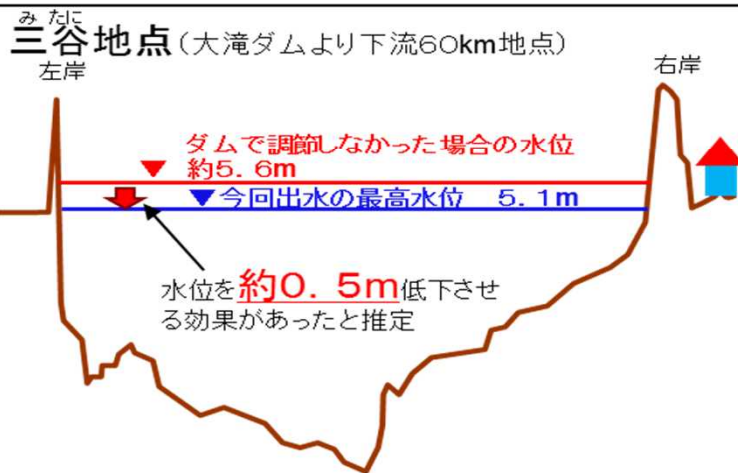 みたに
三谷地点(大滝ダムより下流60km地点)
左岸
右岸
ダムで調節しなかった場合の水位
▼ 約5.6m
▼今回出水の最高水位 5.1m
水位を約0.5m低下させ
る効果があったと推定